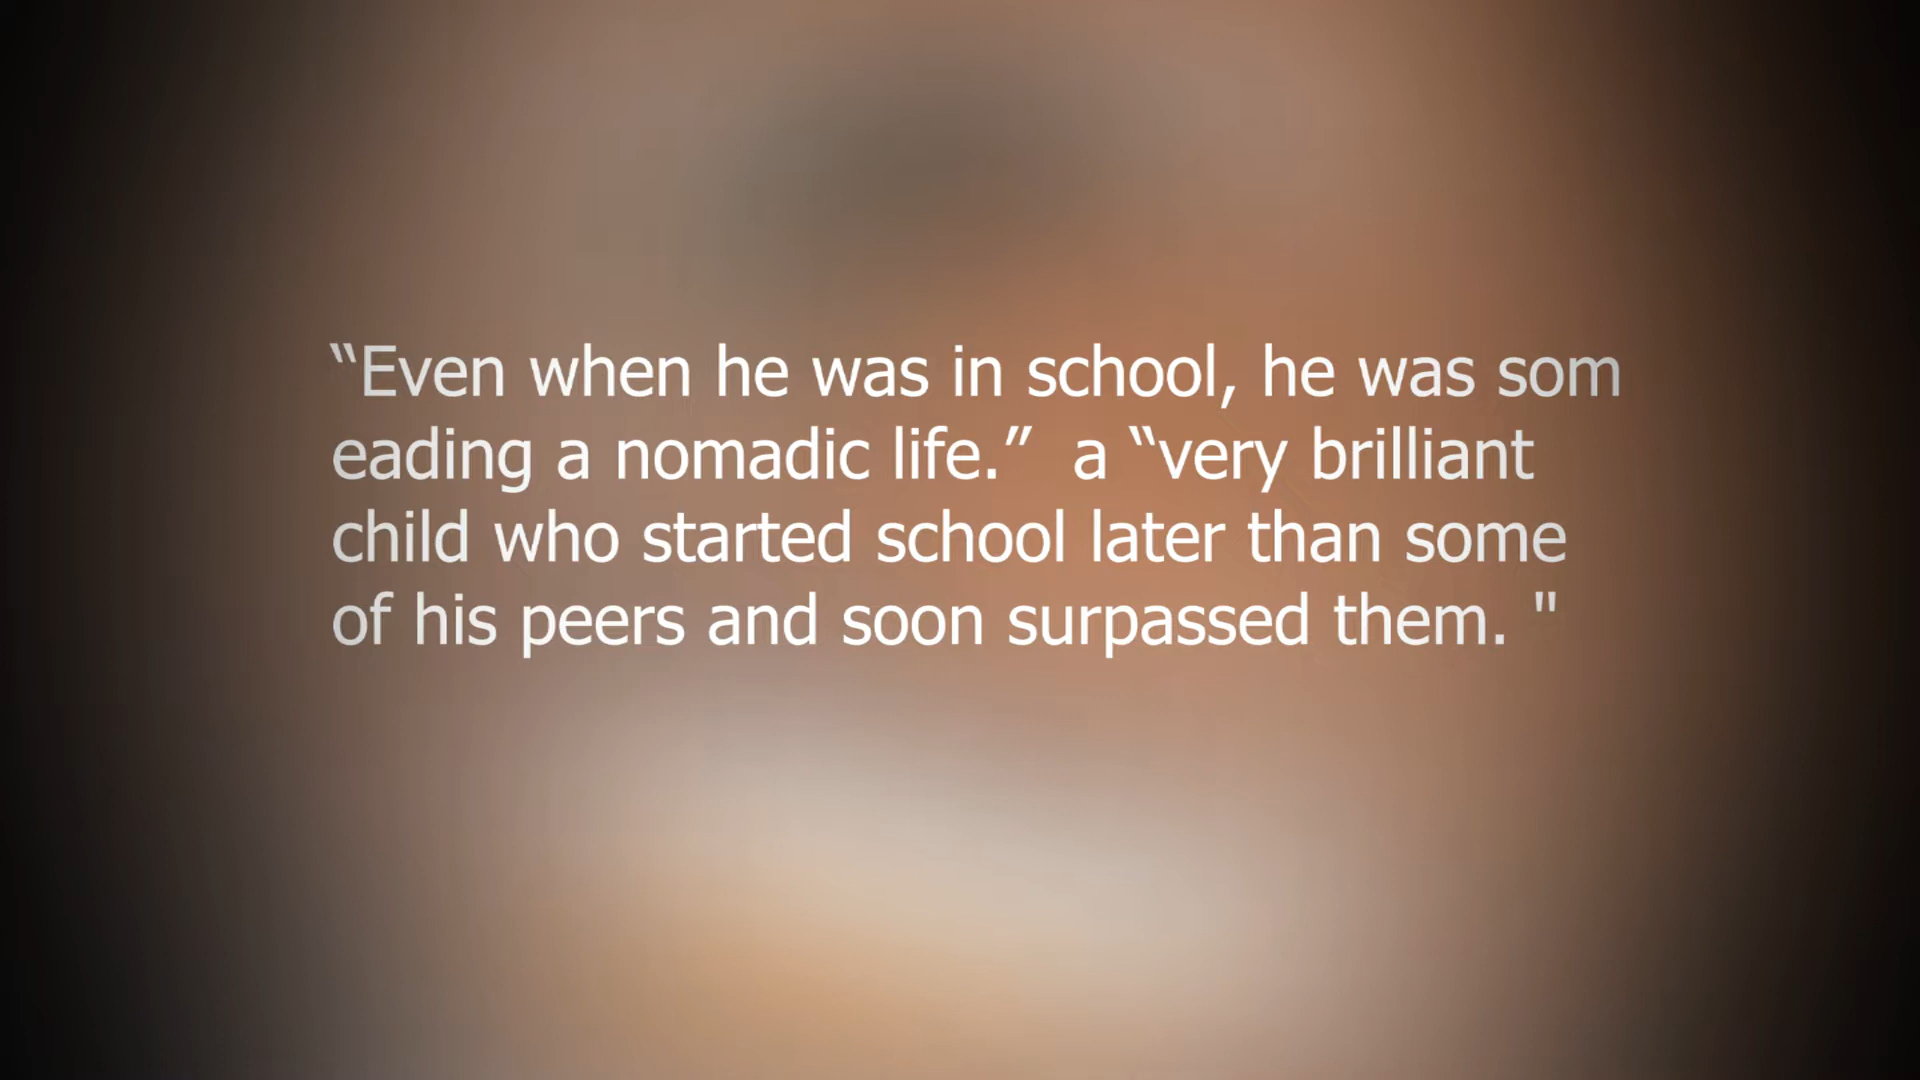 “Even when he was in school, he was som
eading a nomadic life.”  a “very brilliant
child who started school later than some
of his peers and soon surpassed them. "